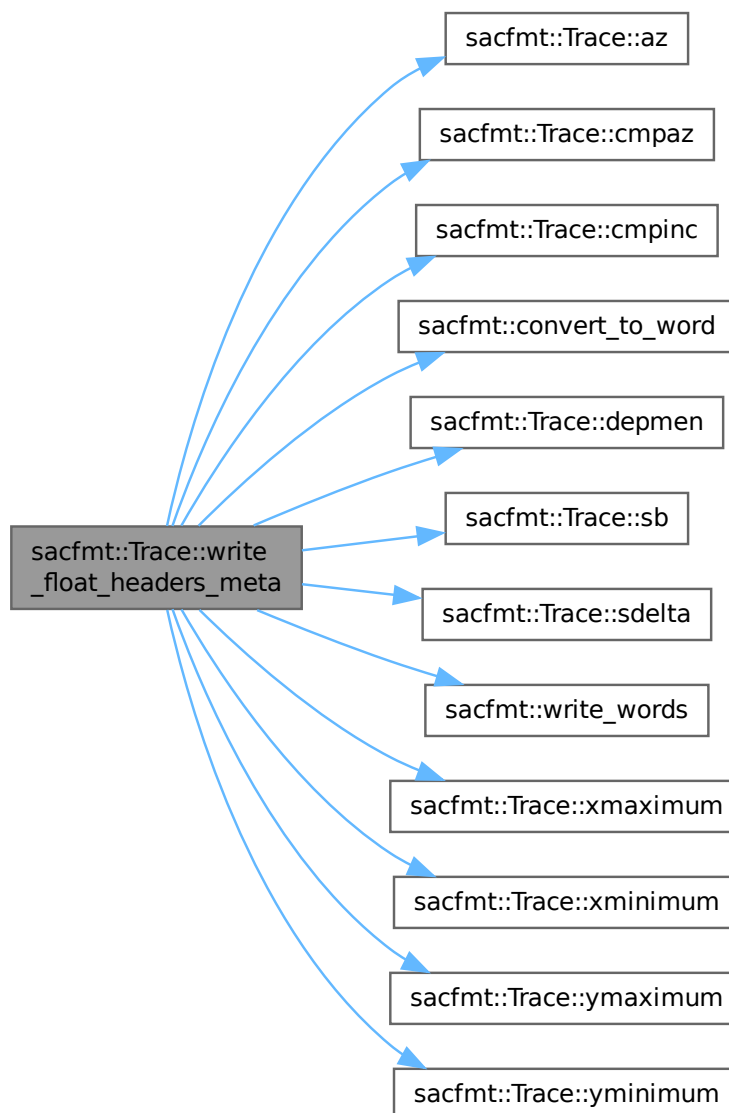 sacfmt::Trace::az
sacfmt::Trace::cmpaz
sacfmt::Trace::cmpinc
sacfmt::convert_to_word
sacfmt::Trace::depmen
sacfmt::Trace::sb
sacfmt::Trace::write
_float_headers_meta
sacfmt::Trace::sdelta
sacfmt::write_words
sacfmt::Trace::xmaximum
sacfmt::Trace::xminimum
sacfmt::Trace::ymaximum
sacfmt::Trace::yminimum